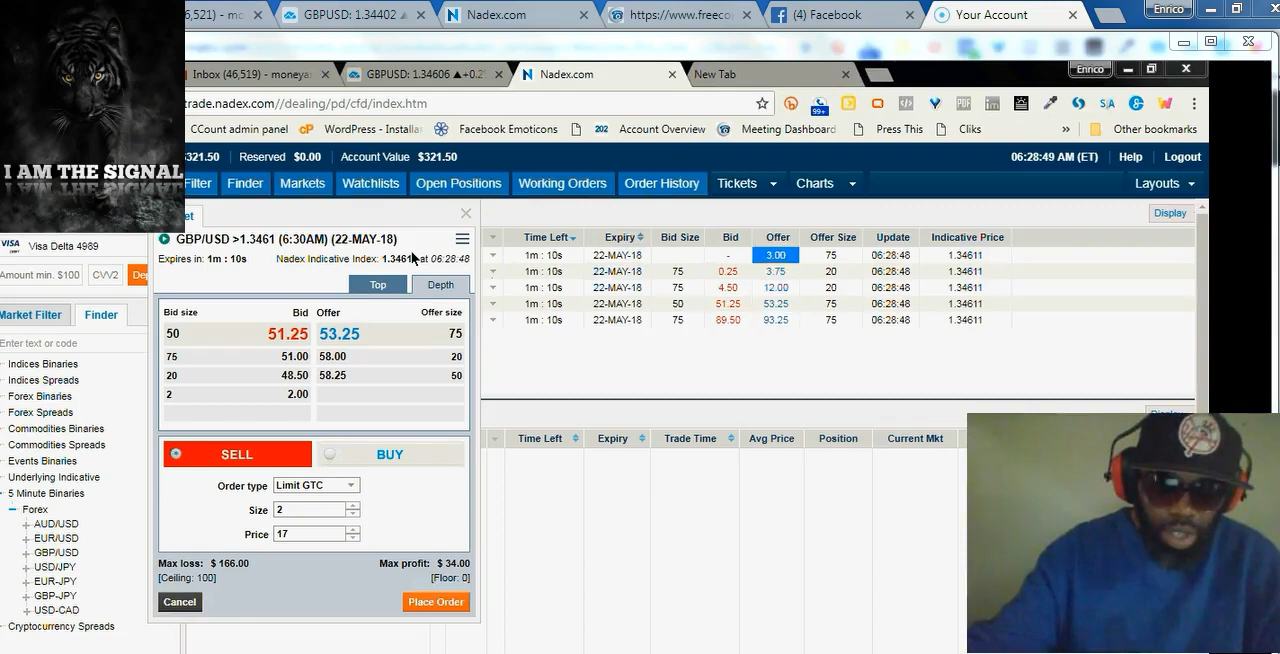 6,521) - mo
GBPUSD: 1.34402
Nadex.com
https://www.freeco
(4) Facebook
Your Account
Enrico
Inbox (46,519) - moneya
GBPUSD: 1.34606 ▲+0.2
Nadex.com
New Tab
Enrico
trade.nadex.com//dealing/pd/cfd/index.htm
99+
CCount admin panel
cP WordPress - Installa
Facebook Emoticons
202 Account Overview
Meeting Dashboard
Press This
Cliks
»
Other bookmarks
I AM THE SIGNAL
$321.50 Reserved $0.00 Account Value $321.50
06:28:49 AM (ET) Help Logout
Filter Finder Markets Watchlists Open Positions Working Orders Order History Tickets Charts Layouts
Display
VISA Visa Delta 4989
Amount min. $100 CVV2 Dep
Market Filter Finder
Enter text or code
Indices Binaries
Indices Spreads
Forex Binaries
Forex Spreads
Commodities Binaries
Commodities Spreads
Events Binaries
Underlying Indicative
5 Minute Binaries
Forex
AUD/USD
EUR/USD
GBP/USD
USD/JPY
EUR-JPY
GBP-JPY
USD-CAD
Cryptocurrency Spreads
GBP/USD >1.3461 (6:30AM) (22-MAY-18)
Expires in: 1m : 10s Nadex Indicative Index: 1.3461 at 06:28:48
Top Depth
Bid size Bid Offer Offer size
50 51.25 53.25 75
75 51.00 58.00 20
20 48.50 58.25 50
2 2.00
SELL BUY
Order type Limit GTC
Size 2
Price 17
Max loss: $ 166.00 Max profit: $ 34.00
[Ceiling: 100] [Floor: 0]
Cancel Place Order
Time Left Expiry Bid Size Bid Offer Offer Size Update Indicative Price
1m : 10s 22-MAY-18 - 3.00 75 06:28:48 1.34611
1m : 10s 22-MAY-18 75 0.25 3.75 20 06:28:48 1.34611
1m : 10s 22-MAY-18 75 4.50 12.00 20 06:28:48 1.34611
1m : 10s 22-MAY-18 50 51.25 53.25 75 06:28:48 1.34611
1m : 10s 22-MAY-18 75 89.50 93.25 75 06:28:48 1.34611
Time Left Expiry Trade Time Avg Price Position Current Mkt